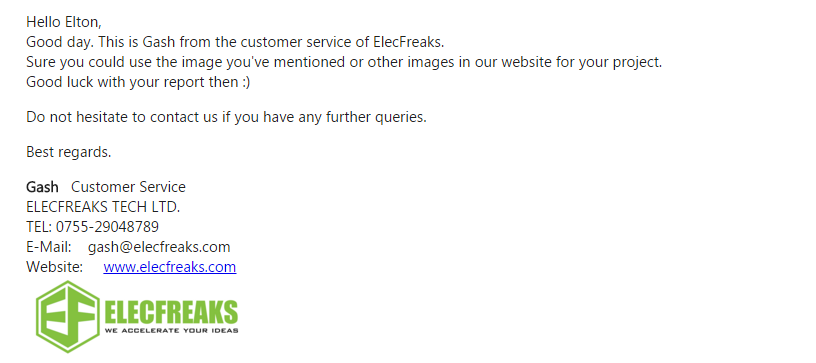 Hello Elton,
Good day. This is Gash from the customer service of ElecFreaks.
Sure you could use the image you've mentioned or other images in our website for your project.
Good luck with your report then :)
Do not hesitate to contact us if you have any further queries.
Best regards.
Gash Customer Service
ELECFREAKS TECH LTD.
TEL: 0755-29048789
E-Mail: gash@elecfreaks.com
Website: www.elecfreaks.com
EF ELECFREAKS
WE ACCELERATE YOUR IDEAS